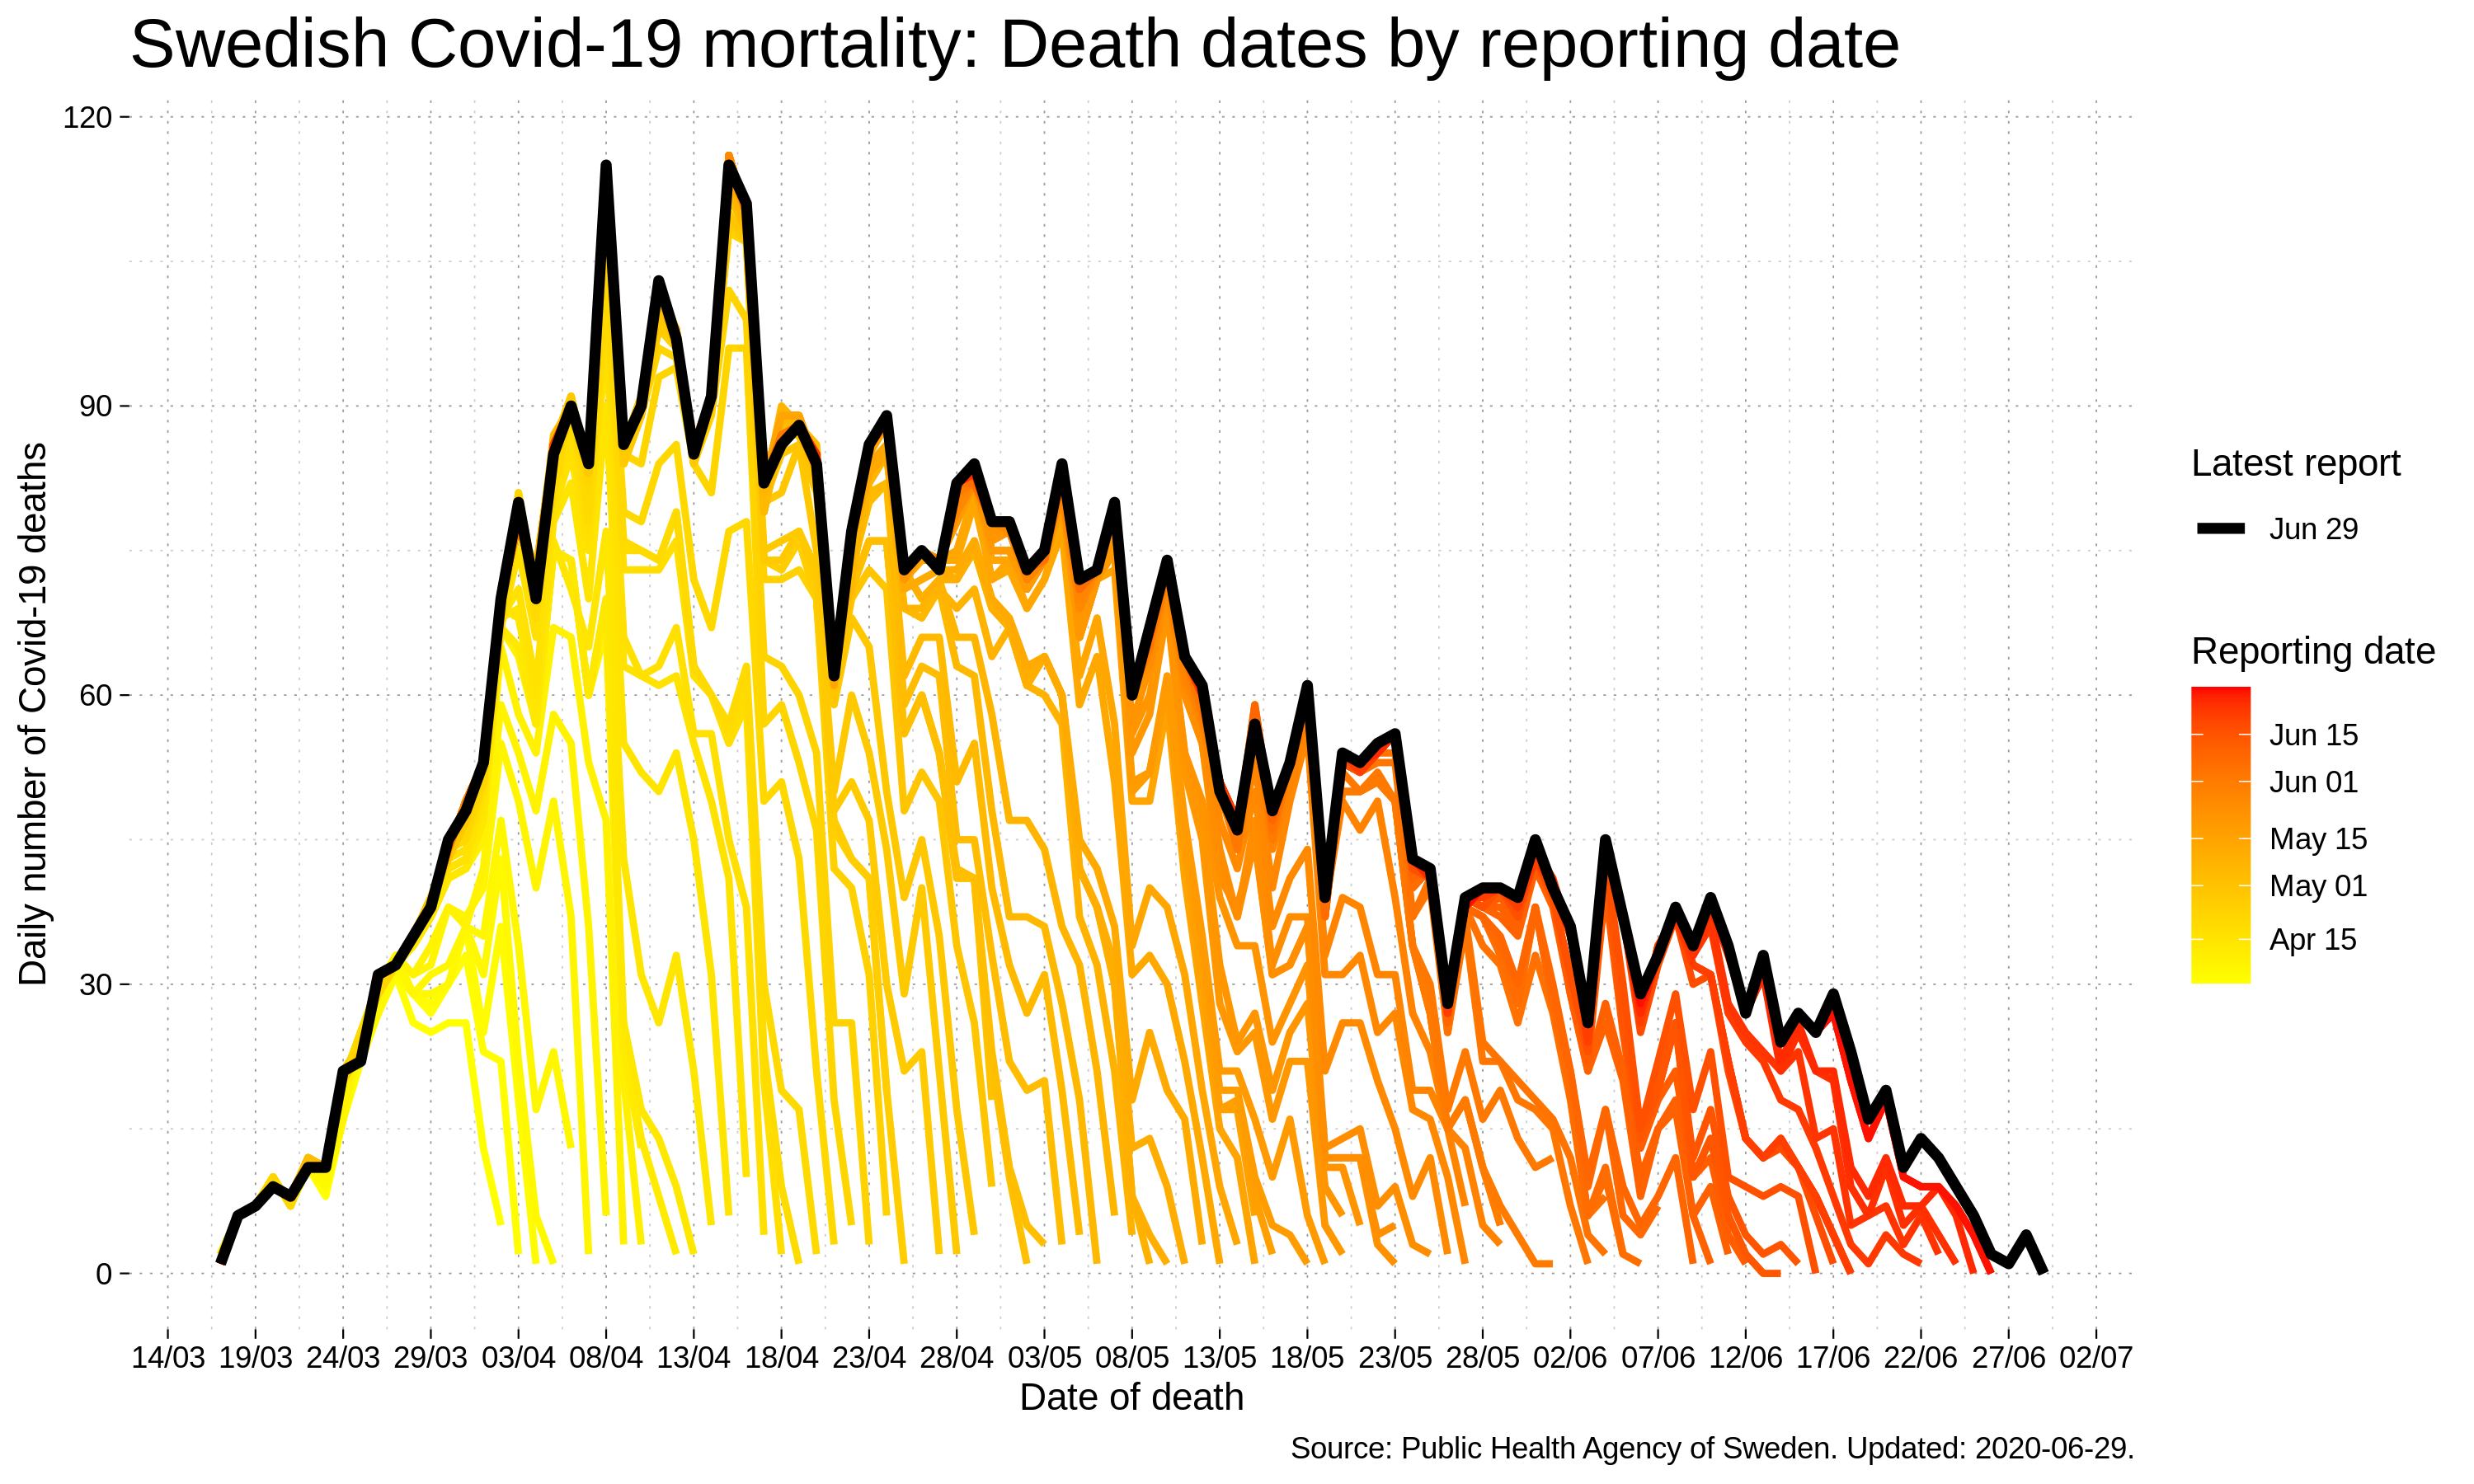 Swedish Covid-19 mortality: Death dates by reporting date
Daily number of Covid-19 deaths
120
90
60
30
0
14/03 19/03 24/03 29/03 03/04 08/04 13/04 18/04 23/04 28/04 03/05 08/05 13/05 18/05 23/05 28/05 02/06 07/06 12/06 17/06 22/06 27/06 02/07
Date of death
Latest report
Jun 29
Reporting date
Jun 15
Jun 01
May 15
May 01
Apr 15
Source: Public Health Agency of Sweden. Updated: 2020-06-29.